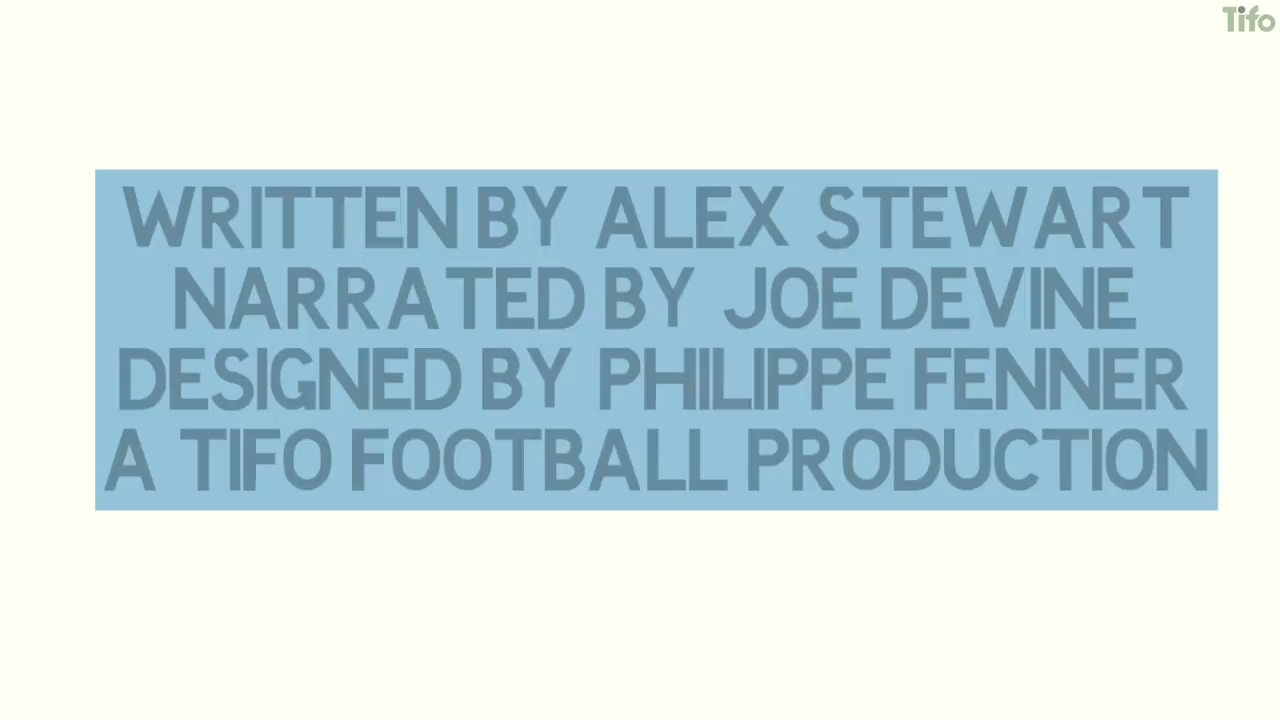 Tifo
WRITTEN BY ALEX STEWART
NARRATED BY JOE DEVINE
DESIGNED BY PHILIPPE FENNER
A TIFO FOOTBALL PRODUCTION